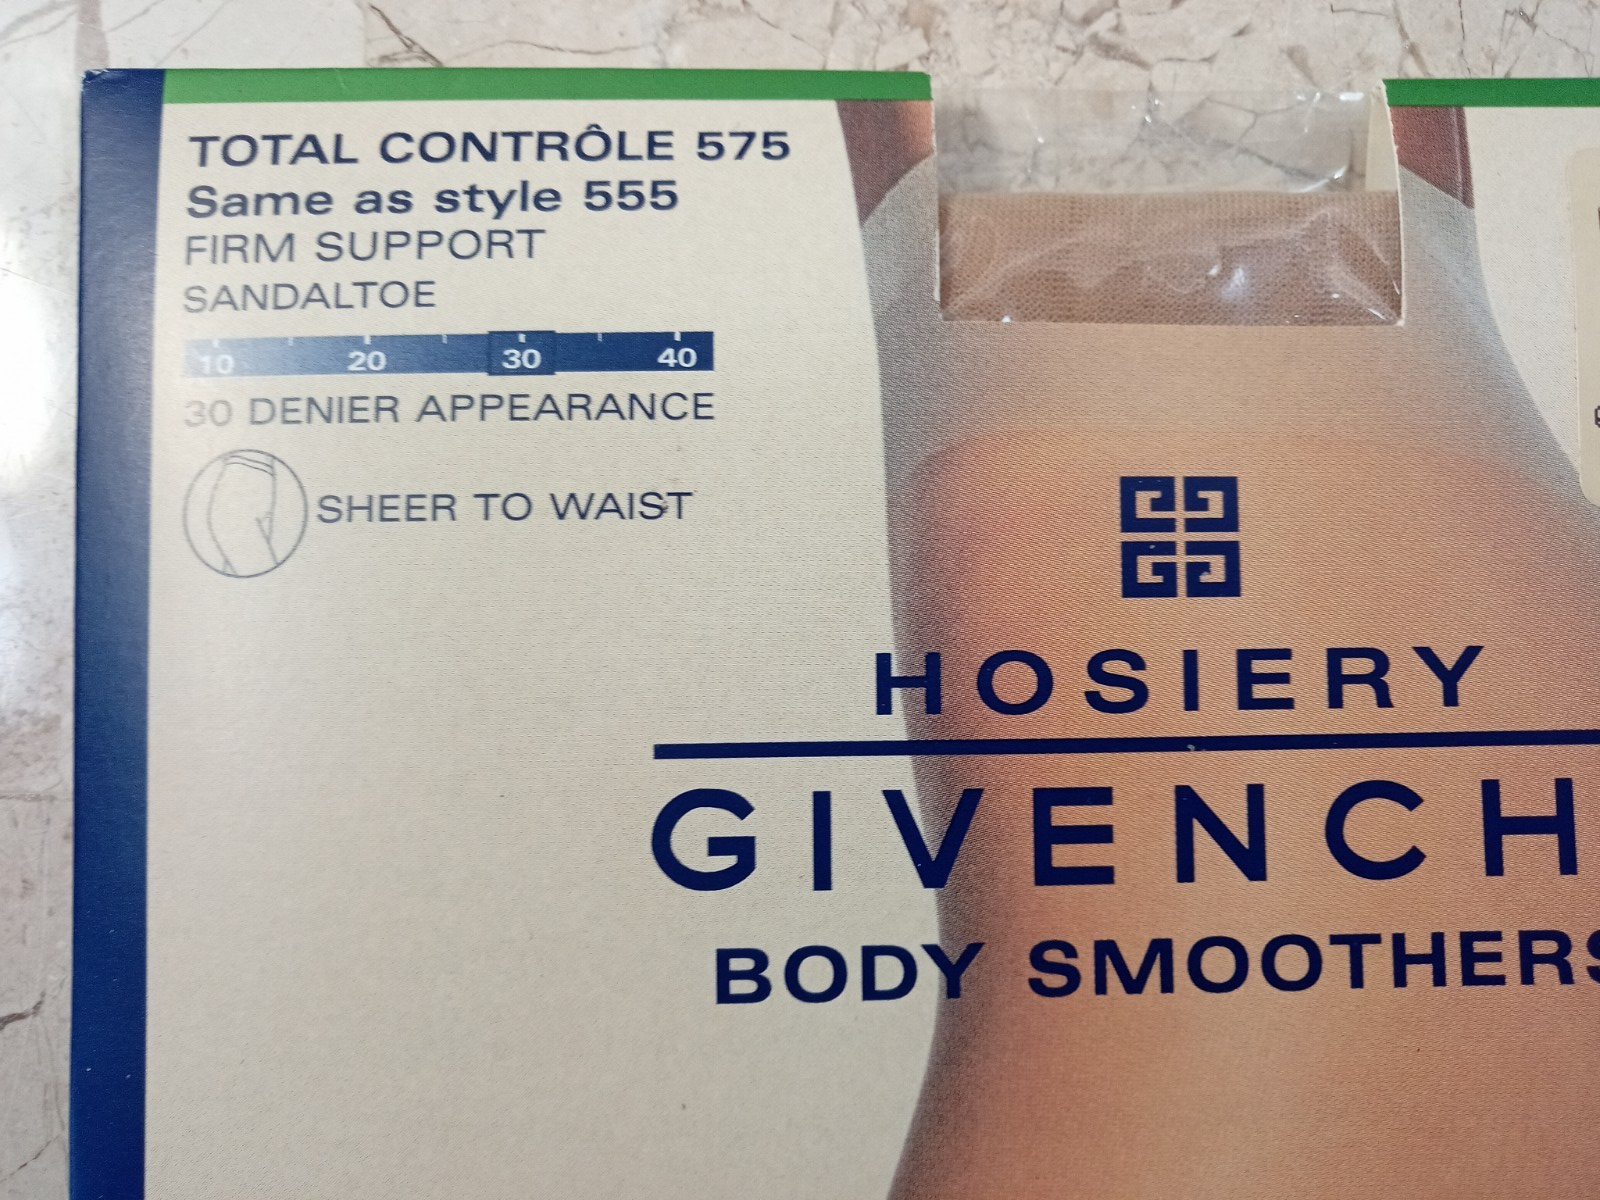 TOTAL CONTRÔLE 575
Same as style 555
FIRM SUPPORT
SANDALTOE
10 20 30 40
30 DENIER APPEARANCE
SHEER TO WAIST
HOSIERY
GIVENCH
BODY SMOOTHERS